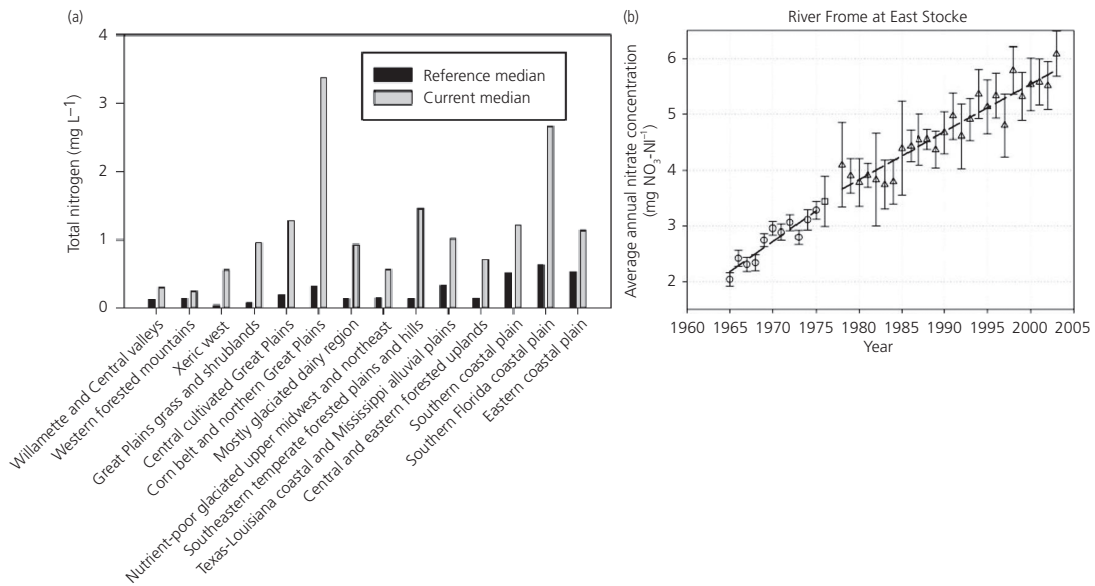 (a)
4
3
2
1
0
Total nitrogen (mg L–1)
Reference median
Current median
Willamette and Central valleys
Western forested mountains
Xeric west
Great Plains grass and shrublands
Central cultivated Great Plains
Corn belt and northern Great Plains
Mostly glaciated dairy region
Nutrient-poor glaciated upper midwest and northeast
Southeastern temperate forested plains and hills
Texas-Louisiana coastal and Mississippi alluvial plains
Central and eastern forested uplands
Southern coastal plain
Southern Florida coastal plain
Eastern coastal plain
(b)
River Frome at East Stocke
6
5
4
3
2
Average annual nitrate concentration
(mg NO3-Nl–1)
1960 1965 1970 1975 1980 1985 1990 1995 2000 2005
Year